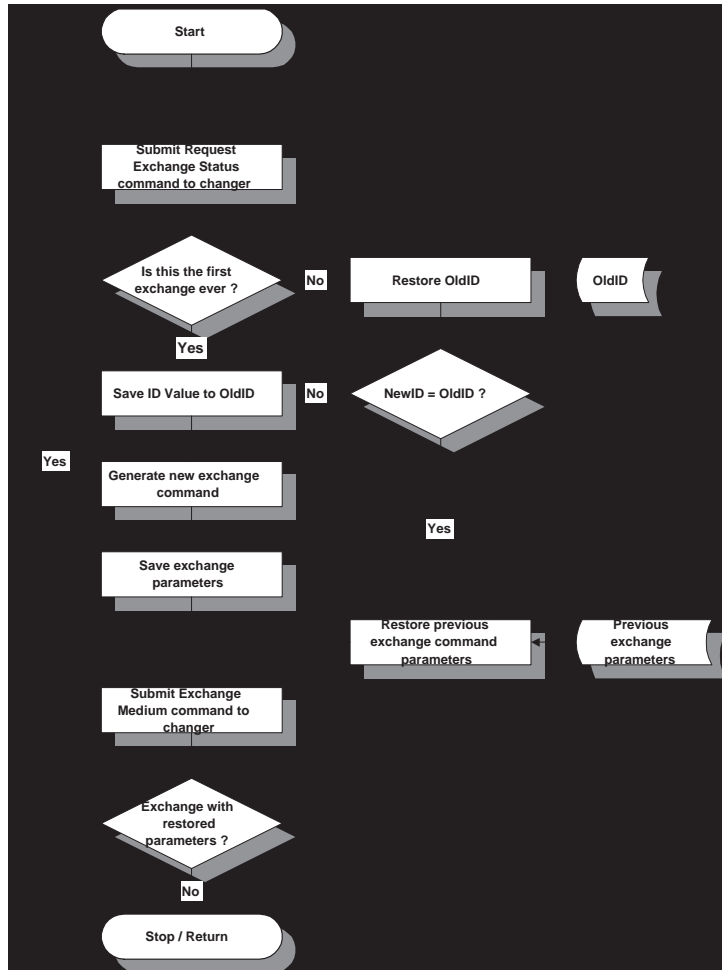 Start
Submit Request
Exchange Status
command to changer
Is this the first
exchange ever ?
No
Restore OldID
OldID
Yes
Save ID Value to OldID
No
NewID = OldID ?
Yes
Generate new exchange
command
Yes
Save exchange
parameters
Restore previous
exchange command
parameters
Previous
exchange
parameters
Submit Exchange
Medium command to
changer
Exchange with
restored
parameters ?
No
Stop / Return